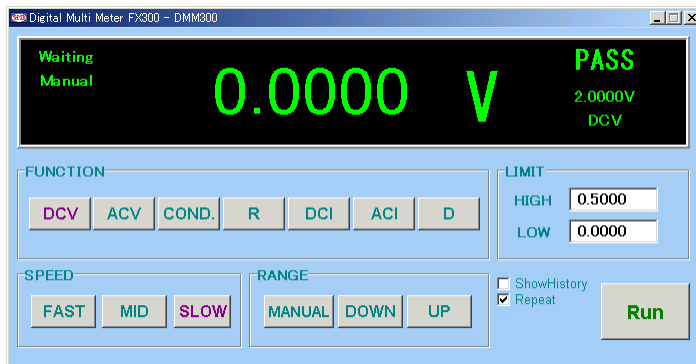 Digital Multi Meter FX300 - DMM300
Waiting
Manual
0.0000 V
PASS
2.0000V
DCV
FUNCTION
DCV ACV COND. R DCI ACI D
LIMIT
HIGH 0.5000
LOW 0.0000
SPEED
FAST MID SLOW
RANGE
MANUAL DOWN UP
ShowHistory
Repeat
Run